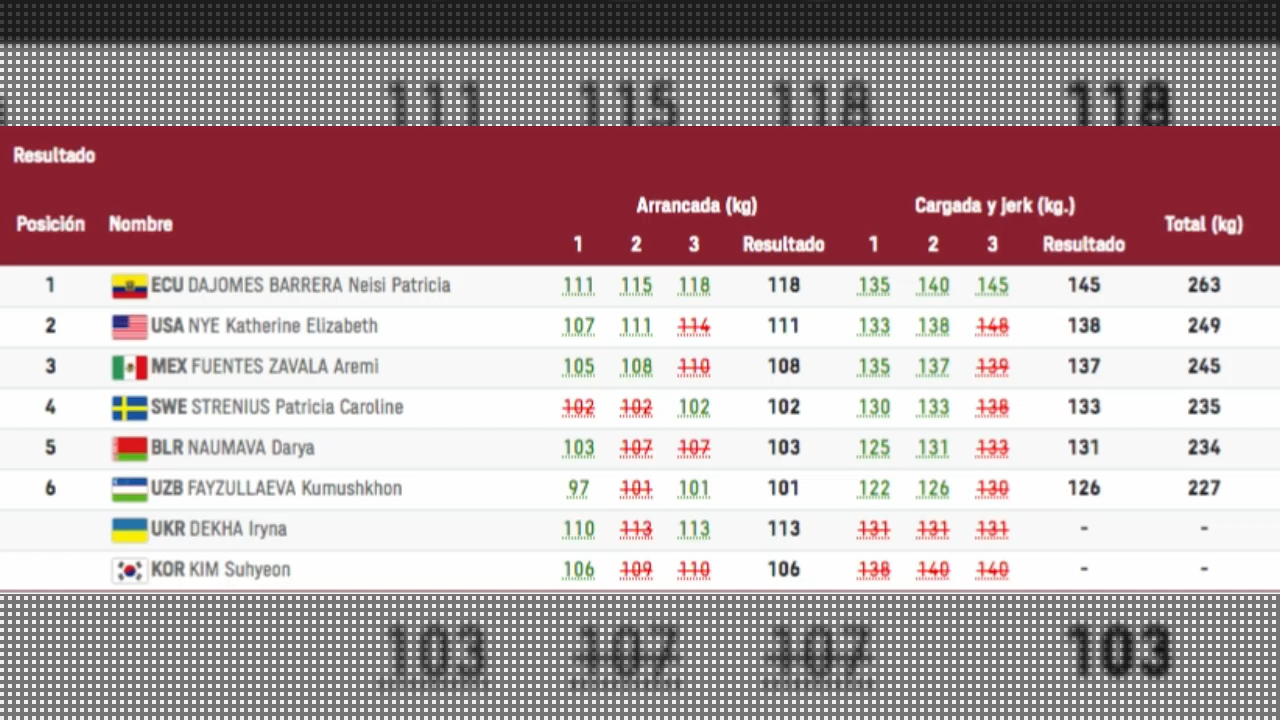 111 115 118 118
Resultado
Arrancada (kg) Cargada y jerk (kg.)
Posición Nombre Total (kg)
1 2 3 Resultado 1 2 3 Resultado
1 ECU DAJOMES BARRERA Neisi Patricia 111 115 118 118 135 140 145 145 263
2 USA NYE Katherine Elizabeth 107 111 114 111 133 138 148 138 249
3 MEX FUENTES ZAVALA Aremi 105 108 110 108 135 137 139 137 245
4 SWE STRENIUS Patricia Caroline 102 102 102 102 130 133 138 133 235
5 BLR NAUMAVA Darya 103 107 107 103 125 131 133 131 234
6 UZB FAYZULLAEVA Kumushkhon 97 101 101 101 122 126 130 126 227
UKR DEKHA Iryna 110 113 113 113 131 131 131 - -
KOR KIM Suhyeon 106 109 110 106 138 140 140 - -
103 107 107 103